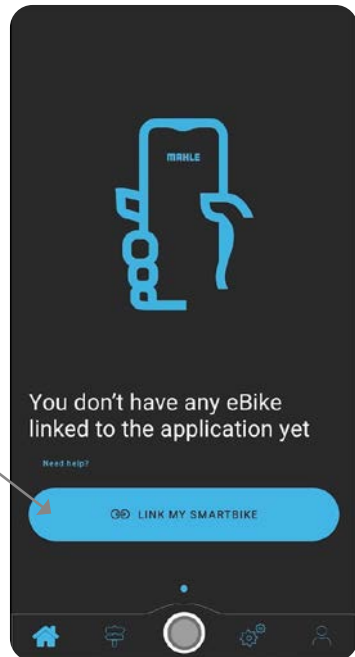 MAHLE
You don't have any eBike
linked to the application yet
Need help?
LINK MY SMARTBIKE